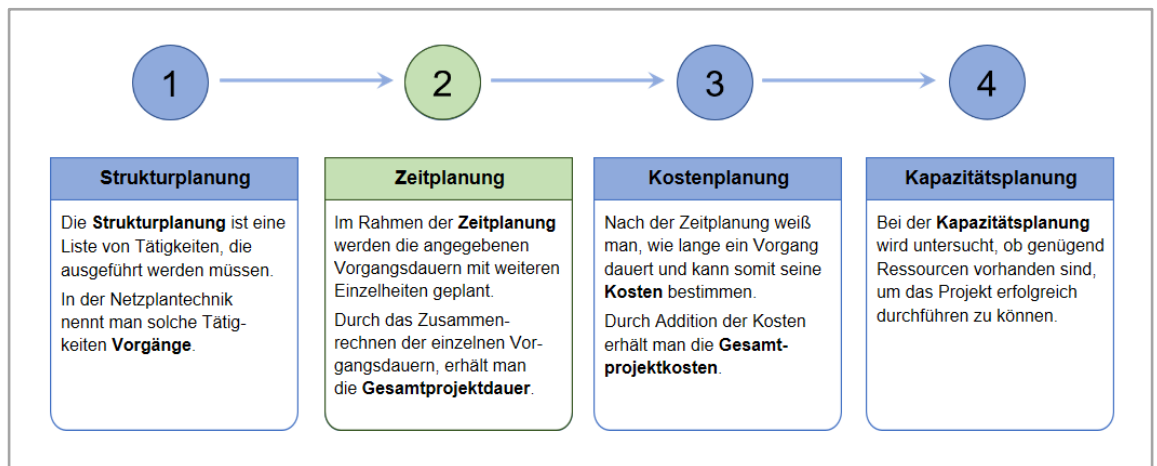 1
2
3
4
Strukturplanung
Die Strukturplanung ist eine
Liste von Tätigkeiten, die
ausgeführt werden müssen.
In der Netzplantechnik
nennt man solche Tätig-
keiten Vorgänge.
Zeitplanung
Im Rahmen der Zeitplanung
werden die angegebenen
Vorgangsdauern mit weiteren
Einzelheiten geplant.
Durch das Zusammen-
rechnen der einzelnen Vor-
gangsdauern, erhält man
die Gesamtprojektdauer.
Kostenplanung
Nach der Zeitplanung weiß
man, wie lange ein Vorgang
dauert und kann somit seine
Kosten bestimmen.
Durch Addition der Kosten
erhält man die Gesamt-
projektkosten.
Kapazitätsplanung
Bei der Kapazitätsplanung
wird untersucht, ob genügend
Ressourcen vorhanden sind,
um das Projekt erfolgreich
durchführen zu können.